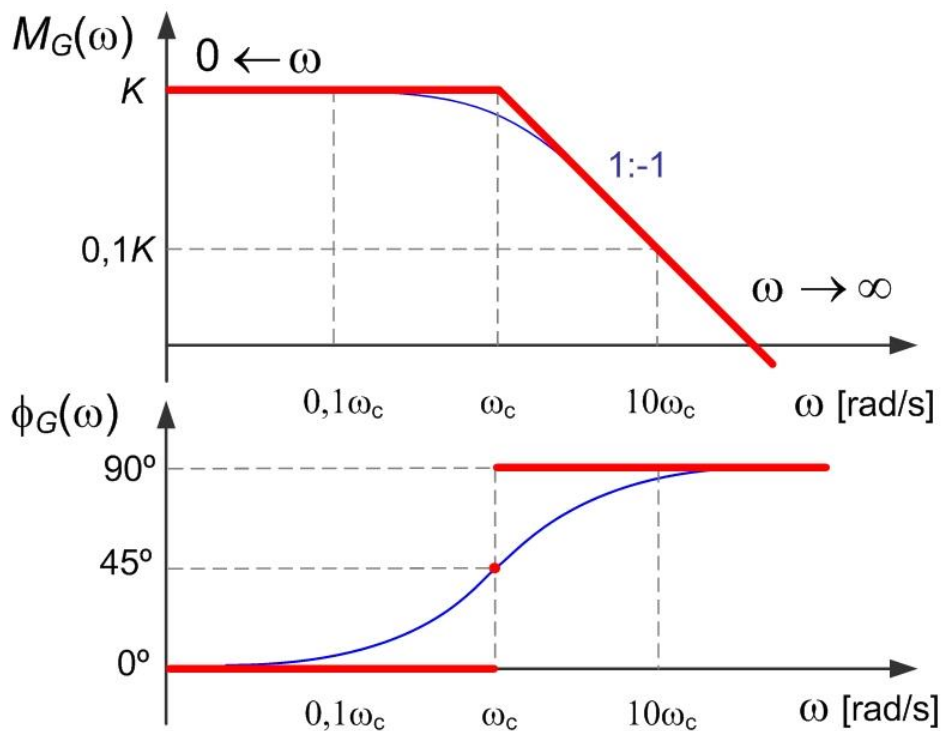 M_G(ω)
0 ← ω
K
1:-1
0,1K
ω → ∞
0,1ω_c ω_c 10ω_c ω [rad/s]
ϕ_G(ω)
90º
45º
0º
0,1ω_c ω_c 10ω_c ω [rad/s]